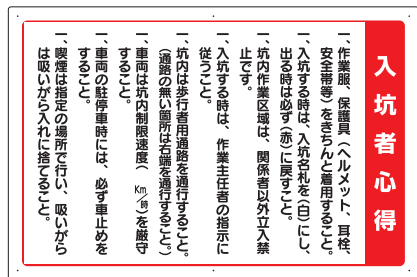 入坑者心得
一、作業服、保護具（ヘルメット、耳栓、
安全帯等）をきちんと着用すること。
一、入坑する時は、入坑名札を（白）にし、
出る時は必ず（赤）に戻すこと。
一、坑内作業区域は、関係者以外立入禁
止です。
一、入坑する時は、作業主任者の指示に
従うこと。
一、坑内は歩行者用通路を通行すること。
（通路の無い箇所は右端を通行すること。）
一、車両は坑内制限速度（　㎞/時）を厳守
すること。
一、車両の駐停車時には、必ず車止めを
すること。
一、喫煙は指定の場所で行い、吸いがら
は吸いがら入れに捨てること。